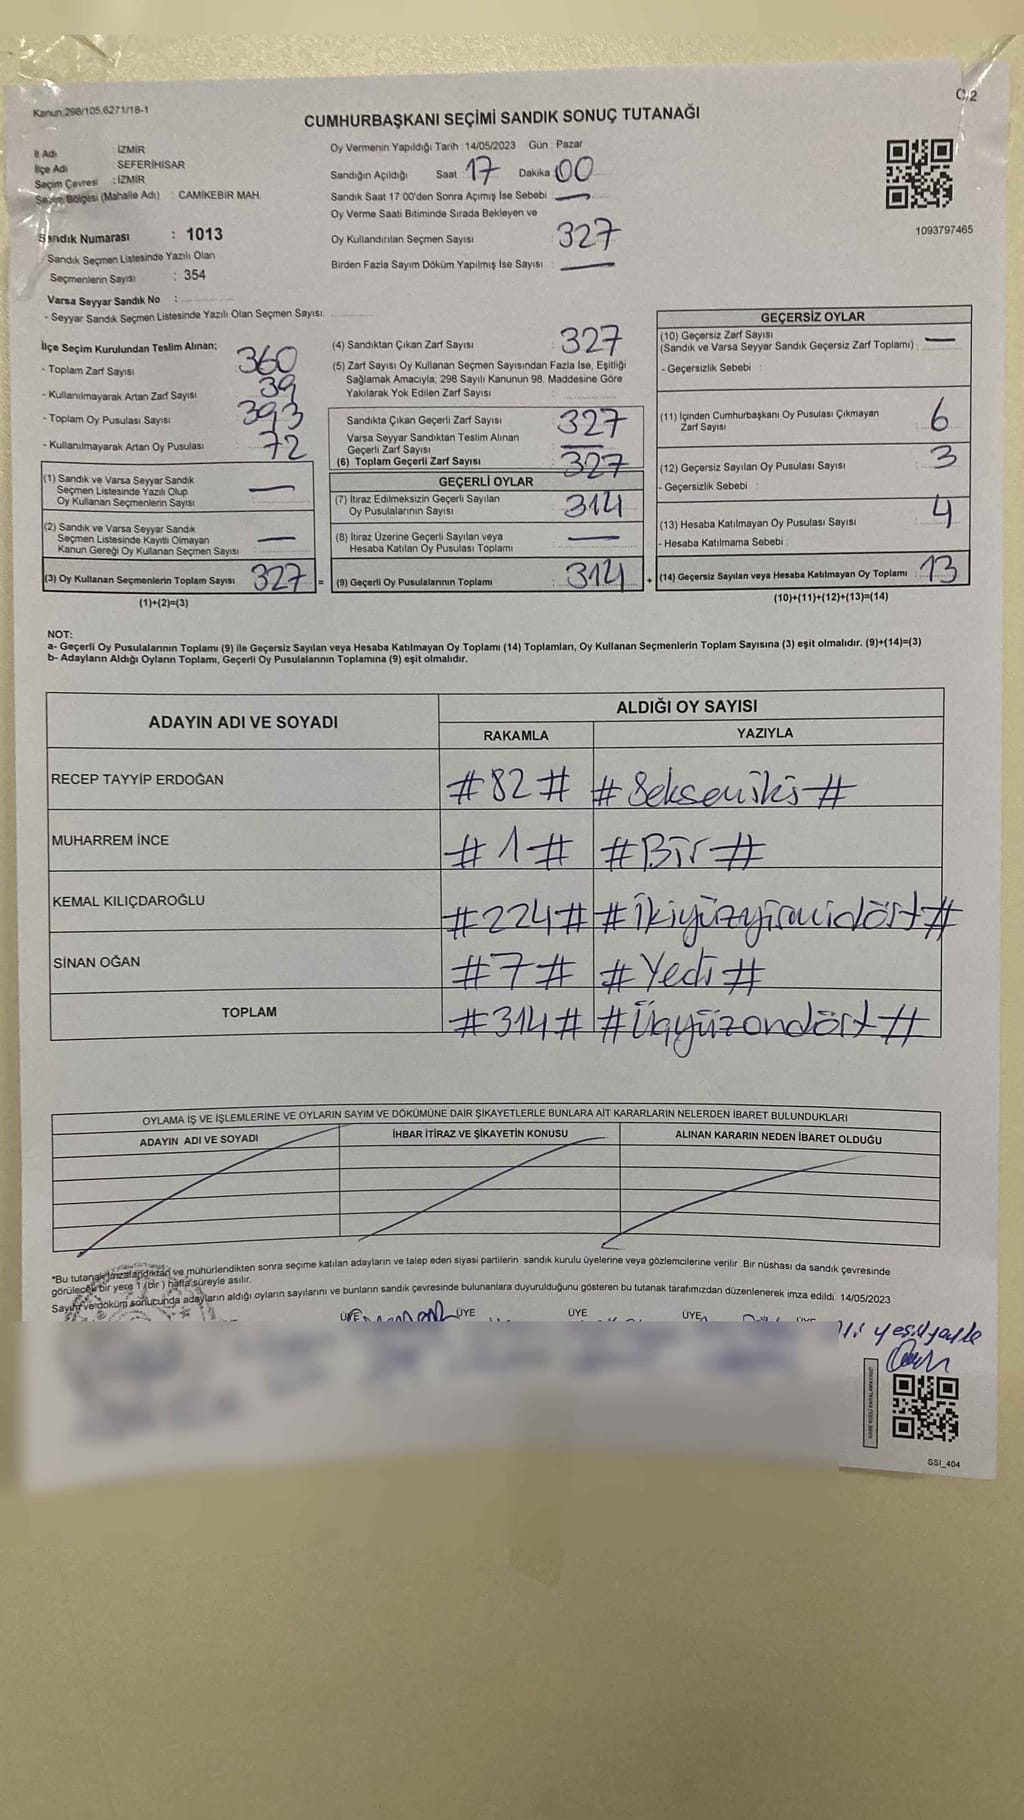 Kanun,298/105,6271/18-1
C/2
CUMHURBAŞKANI SEÇİMİ SANDIK SONUÇ TUTANAĞI
İl Adı : İZMİR
İlçe Adı : SEFERİHİSAR
Seçim Çevresi : İZMİR
Seçim Bölgesi (Mahalle Adı) : CAMİKEBİR MAH.
Sandık Numarası : 1013
Sandık Seçmen Listesinde Yazılı Olan
Seçmenlerin Sayısı : 354
Varsa Seyyar Sandık No :
- Seyyar Sandık Seçmen Listesinde Yazılı Olan Seçmen Sayısı:
Oy Vermenin Yapıldığı Tarih : 14/05/2023 Gün : Pazar
Sandığın Açıldığı Saat 17 Dakika 00
Sandık Saat 17:00'den Sonra Açımış İse Sebebi : —
Oy Verme Saati Bitiminde Sırada Bekleyen ve
Oy Kullandırılan Seçmen Sayısı : 327
Birden Fazla Sayım Döküm Yapılmış İse Sayısı : —
1093797465
İlçe Seçim Kurulundan Teslim Alınan;
- Toplam Zarf Sayısı 360
- Kullanılmayarak Artan Zarf Sayısı 39
- Toplam Oy Pusulası Sayısı 393
- Kullanılmayarak Artan Oy Pusulası 72
(1) Sandık ve Varsa Seyyar Sandık
Seçmen Listesinde Yazılı Olup
Oy Kullanan Seçmenlerin Sayısı —
(2) Sandık ve Varsa Seyyar Sandık
Seçmen Listesinde Kayıtlı Olmayan
Kanun Gereği Oy Kullanan Seçmen Sayısı —
(3) Oy Kullanan Seçmenlerin Toplam Sayısı 327 =
(1)+(2)=(3)
(4) Sandıktan Çıkan Zarf Sayısı 327
(5) Zarf Sayısı Oy Kullanan Seçmen Sayısından Fazla İse, Eşitliği
Sağlamak Amacıyla; 298 Sayılı Kanunun 98. Maddesine Göre
Yakılarak Yok Edilen Zarf Sayısı :
Sandıkta Çıkan Geçerli Zarf Sayısı : 327
Varsa Seyyar Sandıktan Teslim Alınan
Geçerli Zarf Sayısı —
(6) Toplam Geçerli Zarf Sayısı 327
GEÇERLİ OYLAR
(7) İtiraz Edilmeksizin Geçerli Sayılan
Oy Pusulalarının Sayısı 314
(8) İtiraz Üzerine Geçerli Sayılan veya
Hesaba Katılan Oy Pusulası Toplamı —
(9) Geçerli Oy Pusulalarının Toplamı : 314 +
GEÇERSİZ OYLAR
(10) Geçersiz Zarf Sayısı
(Sandık ve Varsa Seyyar Sandık Geçersiz Zarf Toplamı) : —
- Geçersizlik Sebebi :
(11) İçinden Cumhurbaşkanı Oy Pusulası Çıkmayan
Zarf Sayısı 6
(12) Geçersiz Sayılan Oy Pusulası Sayısı 3
- Geçersizlik Sebebi :
(13) Hesaba Katılmayan Oy Pusulası Sayısı 4
- Hesaba Katılmama Sebebi :
(14) Geçersiz Sayılan veya Hesaba Katılmayan Oy Toplamı : 13
(10)+(11)+(12)+(13)=(14)
NOT:
a- Geçerli Oy Pusulalarının Toplamı (9) ile Geçersiz Sayılan veya Hesaba Katılmayan Oy Toplamı (14) Toplamları, Oy Kullanan Seçmenlerin Toplam Sayısına (3) eşit olmalıdır. (9)+(14)=(3)
b- Adayların Aldığı Oyların Toplamı, Geçerli Oy Pusulalarının Toplamına (9) eşit olmalıdır.
ADAYIN ADI VE SOYADI ALDIĞI OY SAYISI
RAKAMLA YAZIYLA
RECEP TAYYİP ERDOĞAN #82# #Sekseniki#
MUHARREM İNCE #1# #Bir#
KEMAL KILIÇDAROĞLU #224# #İkiyüzyirmidört#
SİNAN OĞAN #7# #Yedi#
TOPLAM #314# #Üçyüzondört#
OYLAMA İŞ VE İŞLEMLERİNE VE OYLARIN SAYIM VE DÖKÜMÜNE DAİR ŞİKAYETLERLE BUNLARA AİT KARARLARIN NELERDEN İBARET BULUNDUKLARI
ADAYIN ADI VE SOYADI İHBAR İTİRAZ VE ŞİKAYETİN KONUSU ALINAN KARARIN NEDEN İBARET OLDUĞU
*Bu tutanak imzalandıktan ve mühürlendikten sonra seçime katılan adayların ve talep eden siyasi partilerin sandık kurulu üyelerine veya gözlemcilerine verilir. Bir nüshası da sandık çevresinde
görülecek bir yere 1 (bir) hafta süreyle asılır.
Sayım ve döküm sonucunda adayların aldığı oyların sayılarını ve bunların sandık çevresinde bulunanlara duyurulduğunu gösteren bu tutanak tarafımızdan düzenlenerek imza edildi. 14/05/2023
ÜYE ÜYE ÜYE ÜYE
SSI_404